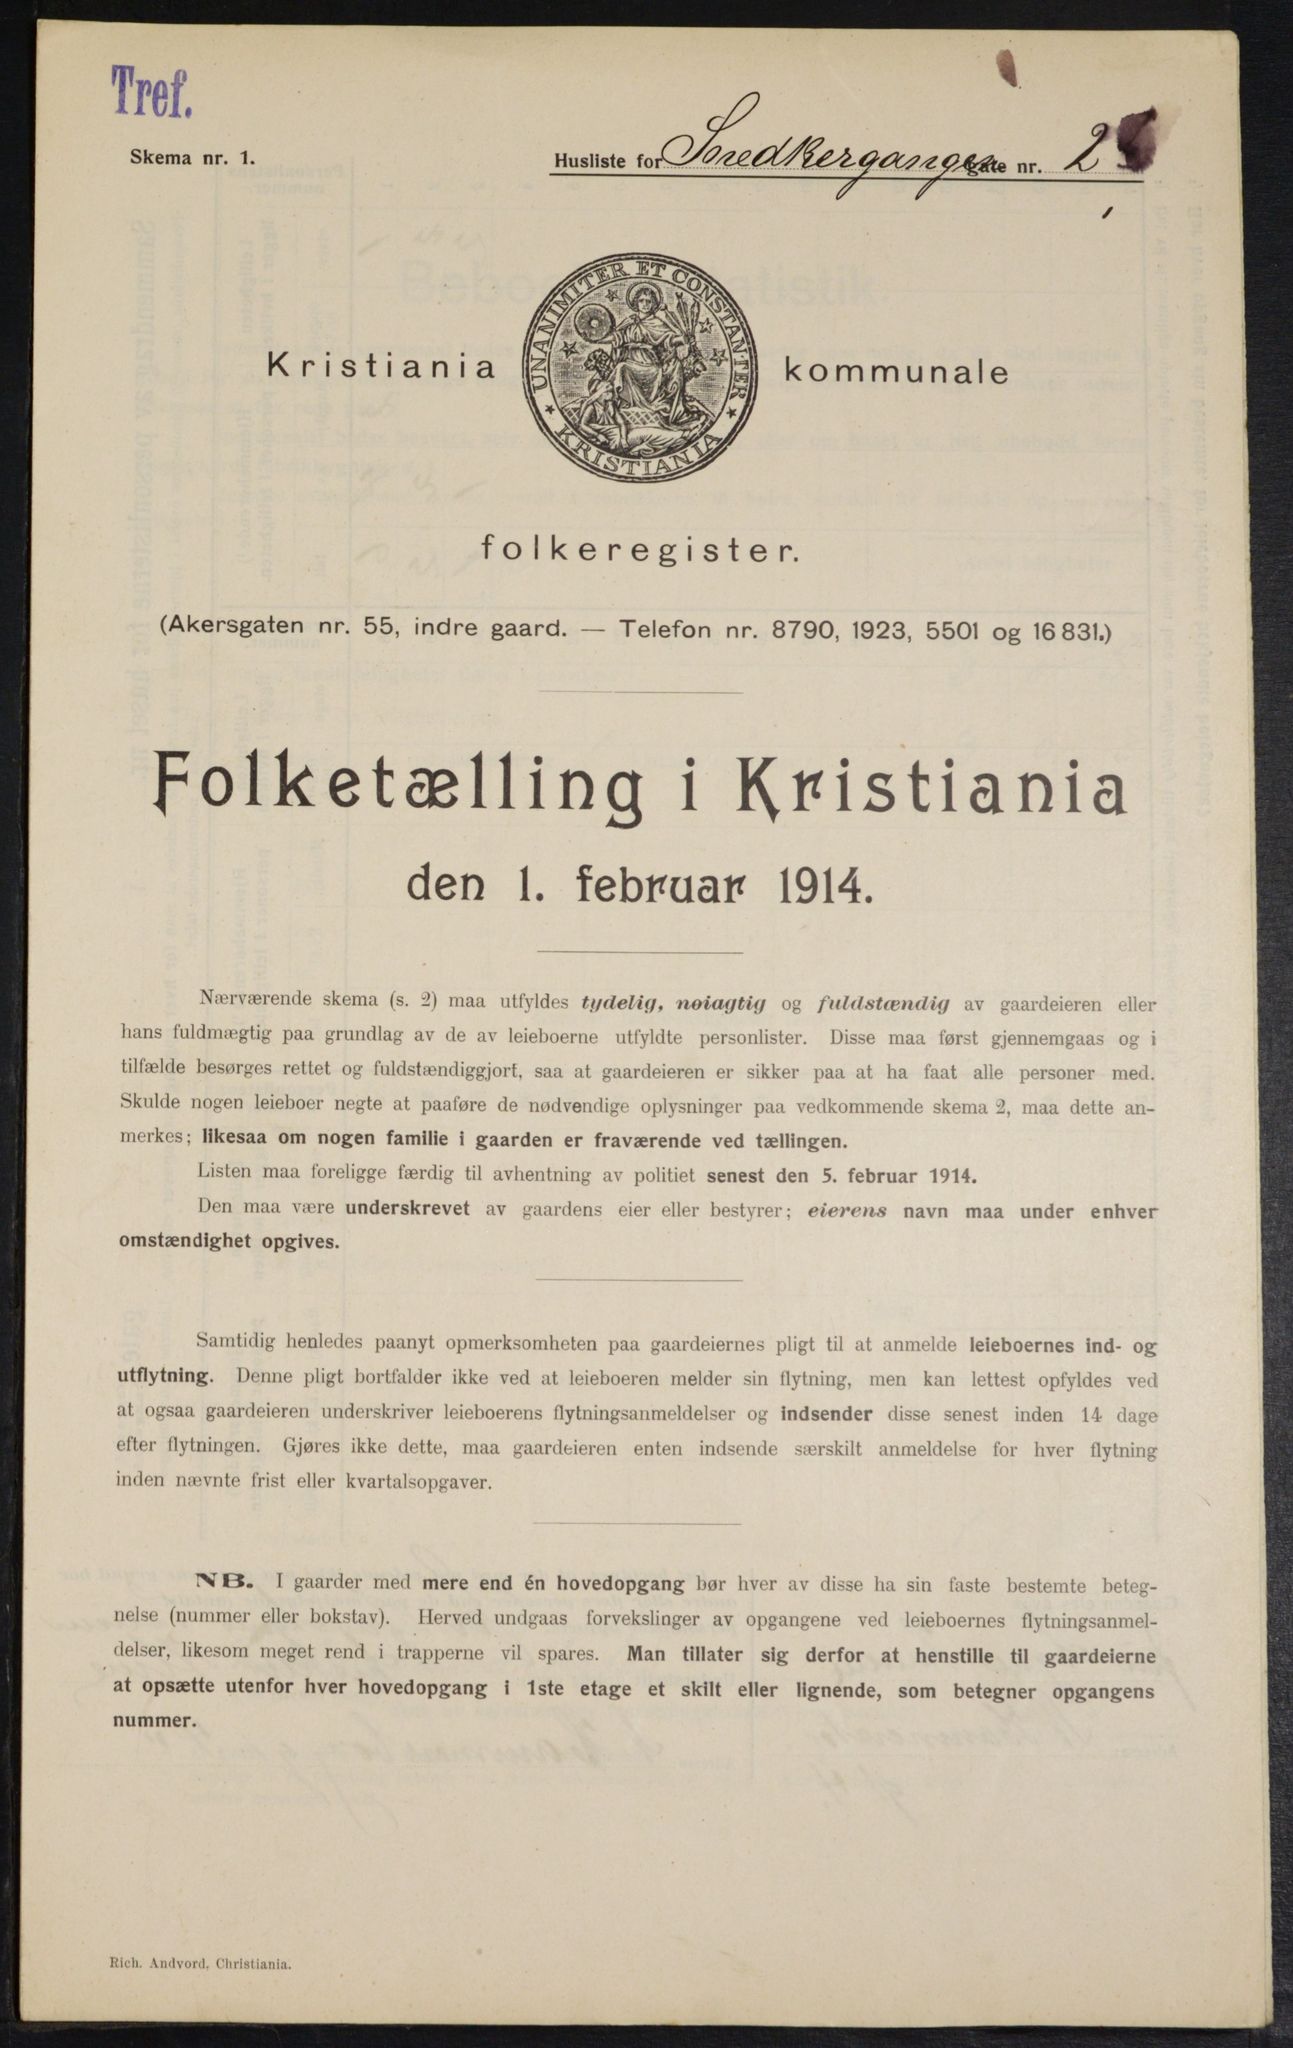 Tref.
Skema nr. 1.
Husliste for Snedkergangen gate nr. 2
UNANIMITER ET CONSTANTER
KRISTIANIA
Kristiania kommunale
folkeregister.
(Akersgaten nr. 55, indre gaard. — Telefon nr. 8790, 1923, 5501 og 16 831.)
Folketælling i Kristiania
den 1. februar 1914.
Nærværende skema (s. 2) maa utfyldes tydelig, nøiagtig og fuldstændig av gaardeieren eller
hans fuldmægtig paa grundlag av de av leieboerne utfyldte personlister. Disse maa først gjennemgaas og i
tilfælde besørges rettet og fuldstændiggjort, saa at gaardeieren er sikker paa at ha faat alle personer med.
Skulde nogen leieboer negte at paaføre de nødvendige oplysninger paa vedkommende skema 2, maa dette an-
merkes; likesaa om nogen familie i gaarden er fraværende ved tællingen.
Listen maa foreligge færdig til avhentning av politiet senest den 5. februar 1914.
Den maa være underskrevet av gaardens eier eller bestyrer; eierens navn maa under enhver
omstændighet opgives.
Samtidig henledes paanyt opmerksomheten paa gaardeiernes pligt til at anmelde leieboernes ind- og
utflytning. Denne pligt bortfalder ikke ved at leieboeren melder sin flytning, men kan lettest opfyldes ved
at ogsaa gaardeieren underskriver leieboerens flytningsanmeldelser og indsender disse senest inden 14 dage
efter flytningen. Gjøres ikke dette, maa gaardeieren enten indsende særskilt anmeldelse for hver flytning
inden nævnte frist eller kvartalsopgaver.
NB. I gaarder med mere end én hovedopgang bør hver av disse ha sin faste bestemte beteg-
nelse (nummer eller bokstav). Herved undgaas forvekslinger av opgangene ved leieboernes flytningsanmel-
delser, likesom meget rend i trapperne vil spares. Man tillater sig derfor at henstille til gaardeierne
at opsætte utenfor hver hovedopgang i 1ste etage et skilt eller lignende, som betegner opgangens
nummer.
Rich. Andvord, Christiania.